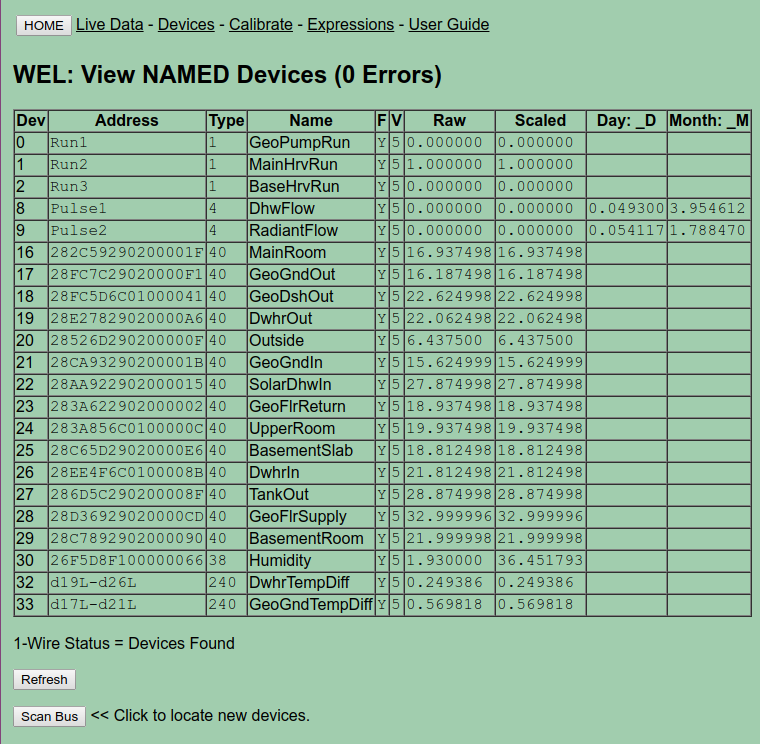 HOME Live Data - Devices - Calibrate - Expressions - User Guide
WEL: View NAMED Devices (0 Errors)
Dev Address Type Name F V Raw Scaled Day: _D Month: _M
0 Run1 1 GeoPumpRun Y 5 0.000000 0.000000
1 Run2 1 MainHrvRun Y 5 1.000000 1.000000
2 Run3 1 BaseHrvRun Y 5 0.000000 0.000000
8 Pulse1 4 DhwFlow Y 5 0.000000 0.000000 0.049300 3.954612
9 Pulse2 4 RadiantFlow Y 5 0.000000 0.000000 0.054117 1.788470
16 282C59290200001F 40 MainRoom Y 5 16.937498 16.937498
17 28FC7C29020000F1 40 GeoGndOut Y 5 16.187498 16.187498
18 28FC5D6C01000041 40 GeoDshOut Y 5 22.624998 22.624998
19 28E27829020000A6 40 DwhrOut Y 5 22.062498 22.062498
20 28526D290200000F 40 Outside Y 5 6.437500 6.437500
21 28CA93290200001B 40 GeoGndIn Y 5 15.624999 15.624999
22 28AA922902000015 40 SolarDhwIn Y 5 27.874998 27.874998
23 283A622902000002 40 GeoFlrReturn Y 5 18.937498 18.937498
24 283A856C0100000C 40 UpperRoom Y 5 19.937498 19.937498
25 28C65D29020000E6 40 BasementSlab Y 5 18.812498 18.812498
26 28EE4F6C0100008B 40 DwhrIn Y 5 21.812498 21.812498
27 286D5C290200008F 40 TankOut Y 5 28.874998 28.874998
28 28D36929020000CD 40 GeoFlrSupply Y 5 32.999996 32.999996
29 28C7892902000090 40 BasementRoom Y 5 21.999998 21.999998
30 26F5D8F100000066 38 Humidity Y 5 1.930000 36.451793
32 d19L-d26L 240 DwhrTempDiff Y 5 0.249386 0.249386
33 d17L-d21L 240 GeoGndTempDiff Y 5 0.569818 0.569818
1-Wire Status = Devices Found
Refresh
Scan Bus << Click to locate new devices.